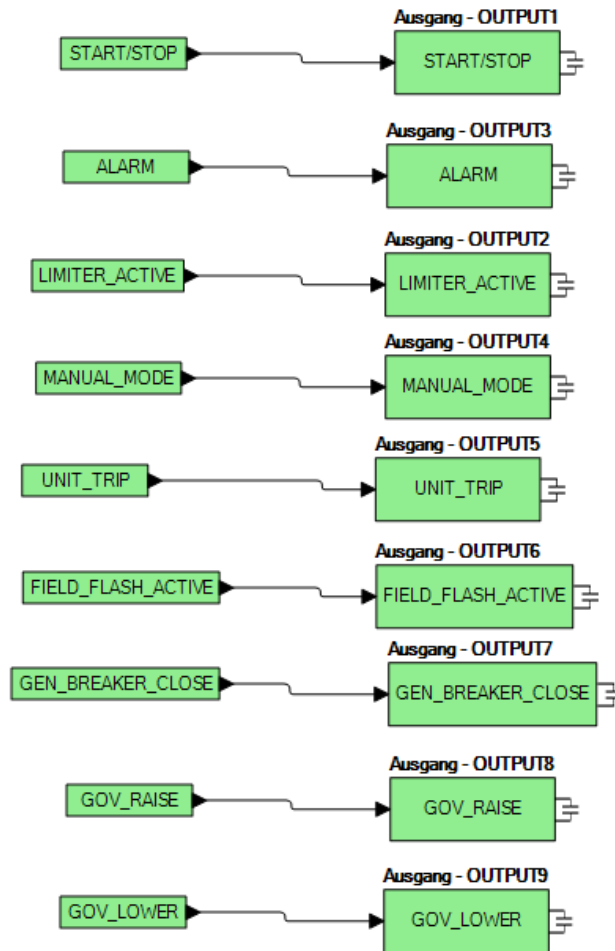 Ausgang - OUTPUT1
START/STOP
START/STOP
Ausgang - OUTPUT3
ALARM
ALARM
Ausgang - OUTPUT2
LIMITER_ACTIVE
LIMITER_ACTIVE
Ausgang - OUTPUT4
MANUAL_MODE
MANUAL_MODE
Ausgang - OUTPUT5
UNIT_TRIP
UNIT_TRIP
Ausgang - OUTPUT6
FIELD_FLASH_ACTIVE
FIELD_FLASH_ACTIVE
Ausgang - OUTPUT7
GEN_BREAKER_CLOSE
GEN_BREAKER_CLOSE
Ausgang - OUTPUT8
GOV_RAISE
GOV_RAISE
Ausgang - OUTPUT9
GOV_LOWER
GOV_LOWER